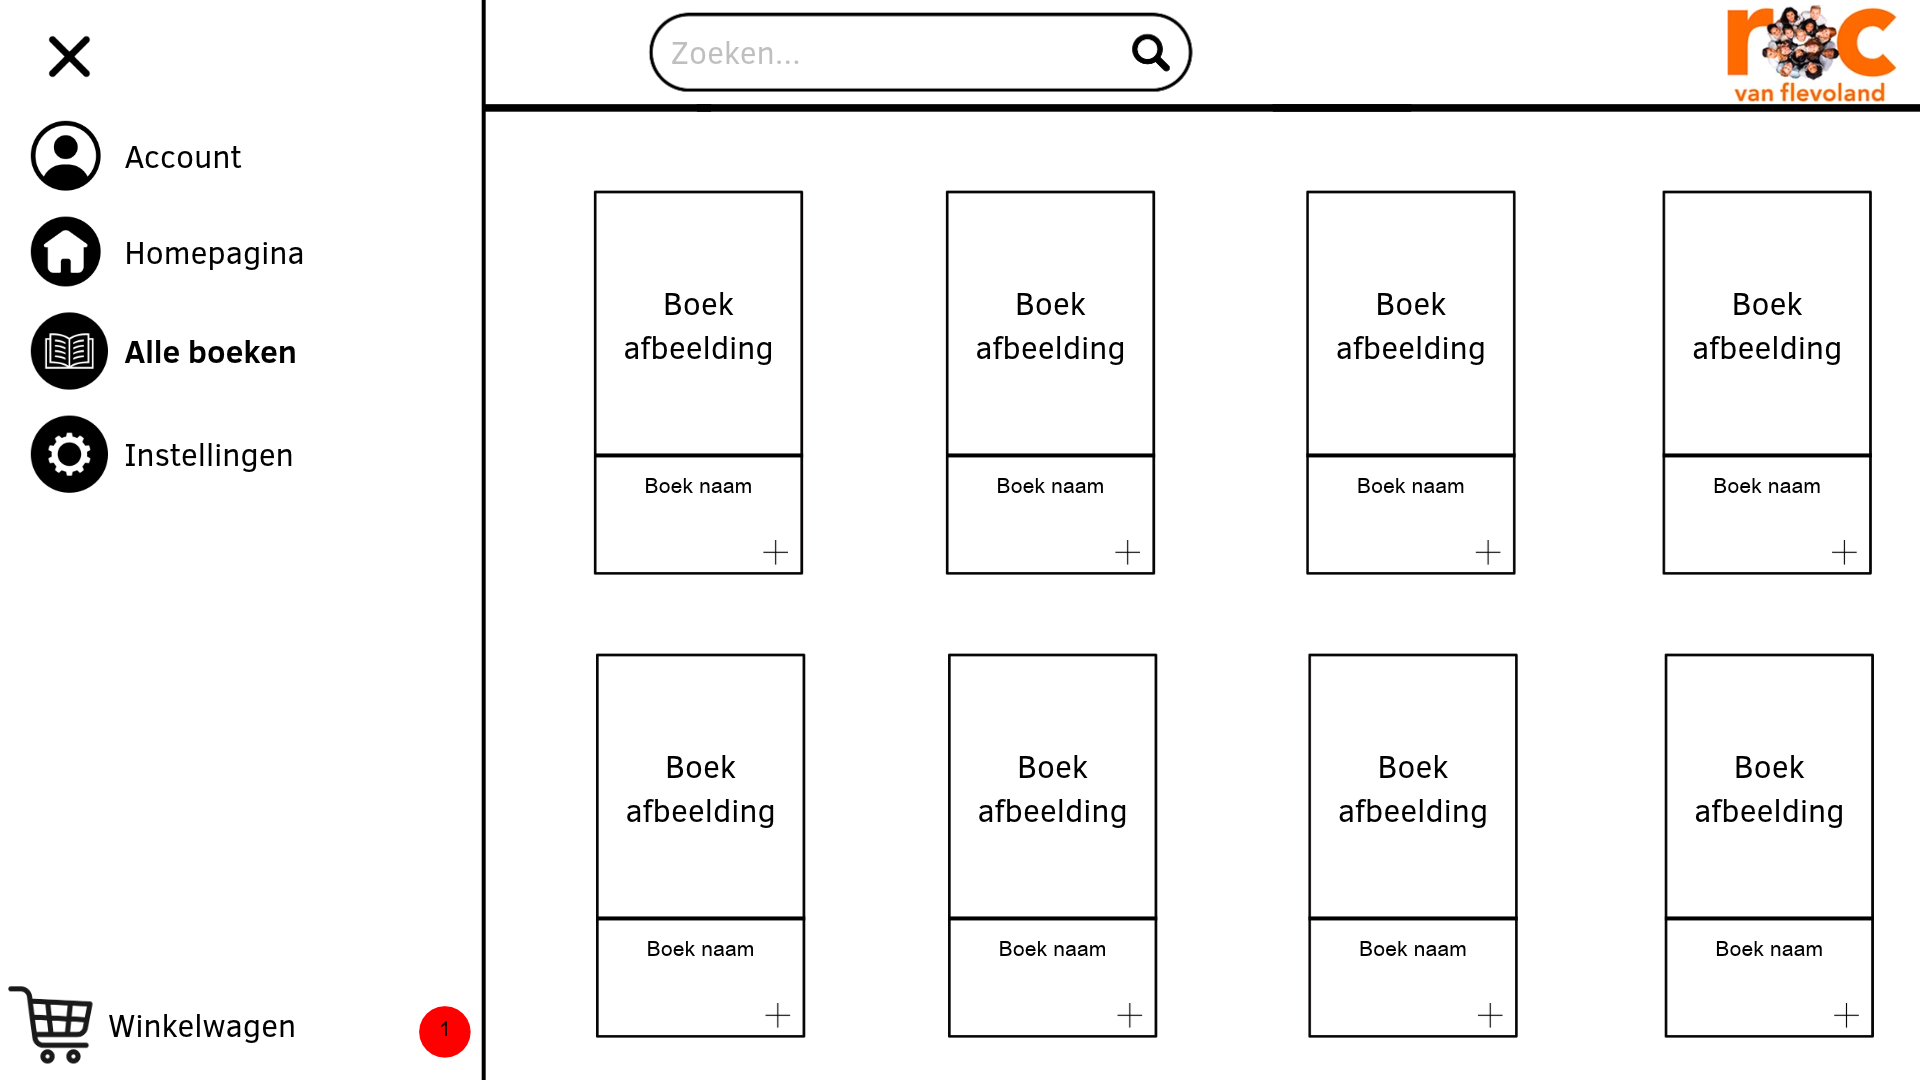 Zoeken...
roc
van flevoland
Account
Homepagina
Alle boeken
Instellingen
Winkelwagen
1
Boek
afbeelding
Boek naam
Boek
afbeelding
Boek naam
Boek
afbeelding
Boek naam
Boek
afbeelding
Boek naam
Boek
afbeelding
Boek naam
Boek
afbeelding
Boek naam
Boek
afbeelding
Boek naam
Boek
afbeelding
Boek naam